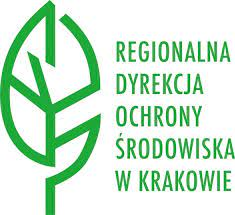 REGIONALNA
DYREKCJA
OCHRONY
ŚRODOWISKA
W KRAKOWIE